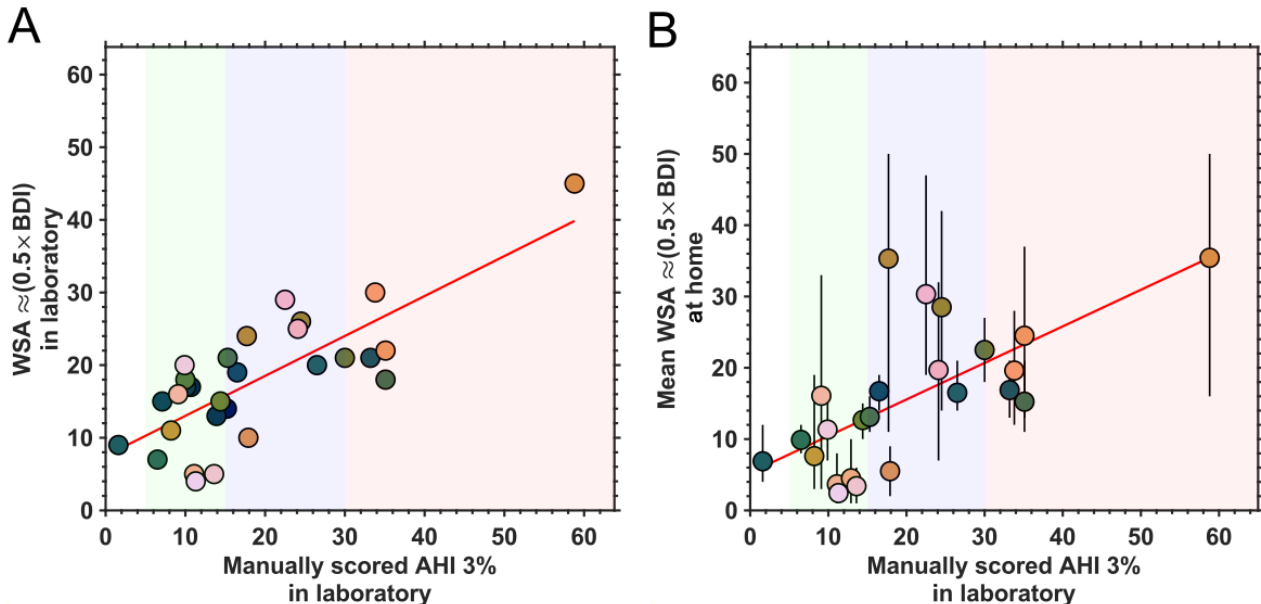 A
WSA ≈(0.5×BDI)
in laboratory
60
50
40
30
20
10
0
0 10 20 30 40 50 60
Manually scored AHI 3%
in laboratory
B
Mean WSA ≈(0.5×BDI)
at home
60
50
40
30
20
10
0
0 10 20 30 40 50 60
Manually scored AHI 3%
in laboratory